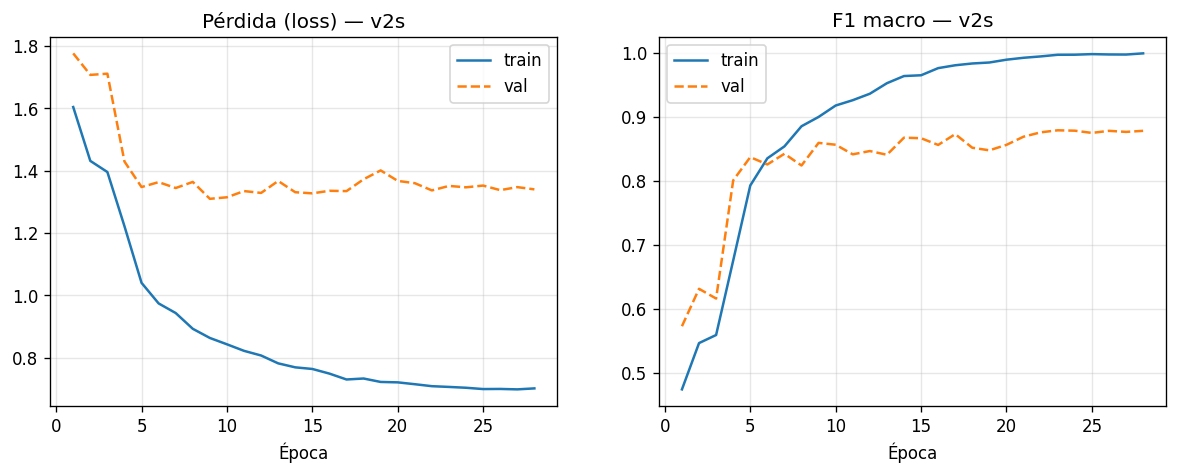 Pérdida (loss) — v2s
train
val
1.8
1.6
1.4
1.2
1.0
0.8
0 5 10 15 20 25
Época
F1 macro — v2s
train
val
1.0
0.9
0.8
0.7
0.6
0.5
0 5 10 15 20 25
Época